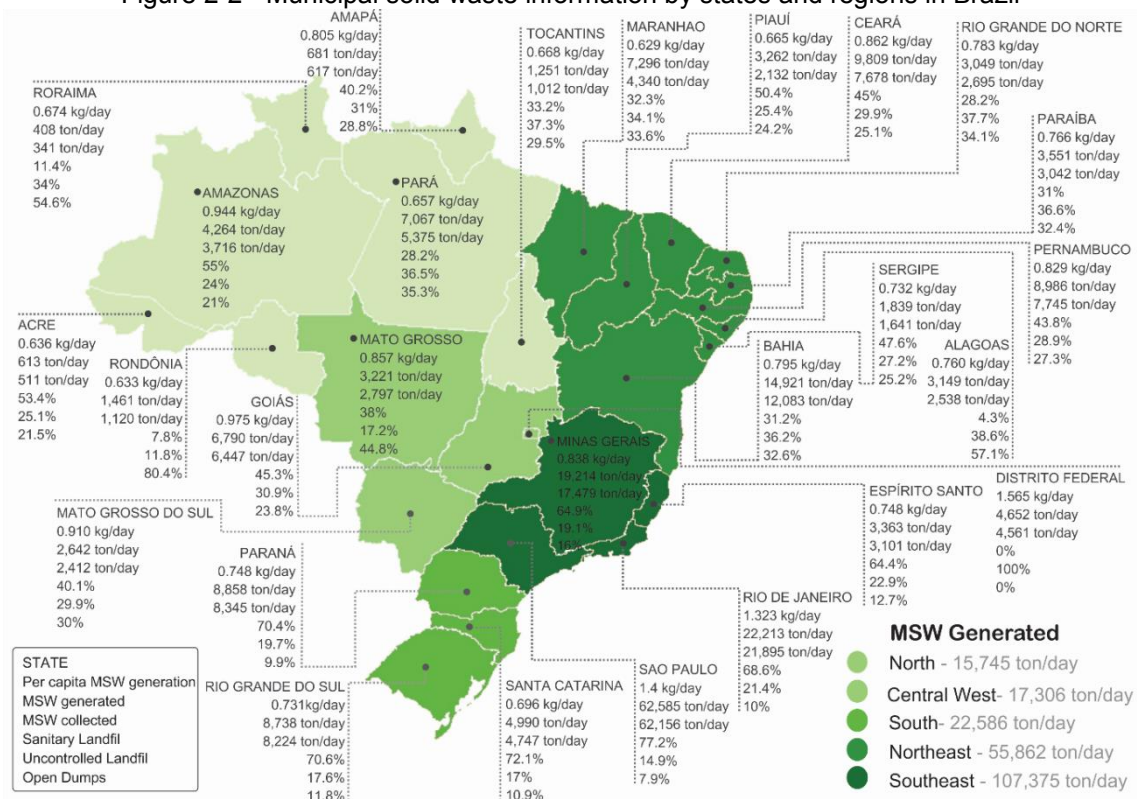 Figure 2-2 - Municipal solid waste information by states and regions in Brazil
AMAPÁ
0.805 kg/day
681 ton/day
617 ton/day
40.2%
31%
28.8%
TOCANTINS
0.668 kg/day
1,251 ton/day
1,012 ton/day
33.2%
37.3%
29.5%
MARANHAO
0.629 kg/day
7,296 ton/day
4,340 ton/day
32.3%
34.1%
33.6%
PIAUÍ
0.665 kg/day
3,262 ton/day
2,132 ton/day
50.4%
25.4%
24.2%
CEARÁ
0.862 kg/day
9,809 ton/day
7,678 ton/day
45%
29.9%
25.1%
RIO GRANDE DO NORTE
0.783 kg/day
3,049 ton/day
2,695 ton/day
28.2%
37.7%
34.1%
RORAIMA
0.674 kg/day
408 ton/day
341 ton/day
11.4%
34%
54.6%
PARAÍBA
0.766 kg/day
3,551 ton/day
3,042 ton/day
31%
36.6%
32.4%
AMAZONAS
0.944 kg/day
4,264 ton/day
3,716 ton/day
55%
24%
21%
PARÁ
0.657 kg/day
7,067 ton/day
5,375 ton/day
28.2%
36.5%
35.3%
PERNAMBUCO
0.829 kg/day
8,986 ton/day
7,745 ton/day
43.8%
28.9%
27.3%
SERGIPE
0.732 kg/day
1,839 ton/day
1,641 ton/day
47.6%
27.2%
25.2%
ACRE
0.636 kg/day
613 ton/day
511 ton/day
53.4%
25.1%
21.5%
RONDÔNIA
0.633 kg/day
1,461 ton/day
1,120 ton/day
7.8%
11.8%
80.4%
MATO GROSSO
0.857 kg/day
3,221 ton/day
2,797 ton/day
38%
17.2%
44.8%
BAHIA
0.795 kg/day
14,921 ton/day
12,083 ton/day
31.2%
36.2%
32.6%
ALAGOAS
0.760 kg/day
3,149 ton/day
2,538 ton/day
4.3%
38.6%
57.1%
GOIÁS
0.975 kg/day
6,790 ton/day
6,447 ton/day
45.3%
30.9%
23.8%
MINAS GERAIS
0.838 kg/day
19,214 ton/day
17,479 ton/day
64.9%
19.1%
16%
ESPÍRITO SANTO
0.748 kg/day
3,363 ton/day
3,101 ton/day
64.4%
22.9%
12.7%
DISTRITO FEDERAL
1.565 kg/day
4,652 ton/day
4,561 ton/day
0%
100%
0%
MATO GROSSO DO SUL
0.910 kg/day
2,642 ton/day
2,412 ton/day
40.1%
29.9%
30%
PARANÁ
0.748 kg/day
8,858 ton/day
8,345 ton/day
70.4%
19.7%
9.9%
RIO DE JANEIRO
1.323 kg/day
22,213 ton/day
21,895 ton/day
68.6%
21.4%
10%
STATE
Per capita MSW generation
MSW generated
MSW collected
Sanitary Landfil
Uncontrolled Landfil
Open Dumps
RIO GRANDE DO SUL
0.731kg/day
8,738 ton/day
8,224 ton/day
70.6%
17.6%
11.8%
SANTA CATARINA
0.696 kg/day
4,990 ton/day
4,747 ton/day
72.1%
17%
10.9%
SAO PAULO
1.4 kg/day
62,585 ton/day
62,156 ton/day
77.2%
14.9%
7.9%
MSW Generated
North - 15,745 ton/day
Central West- 17,306 ton/day
South- 22,586 ton/day
Northeast - 55,862 ton/day
Southeast - 107,375 ton/day